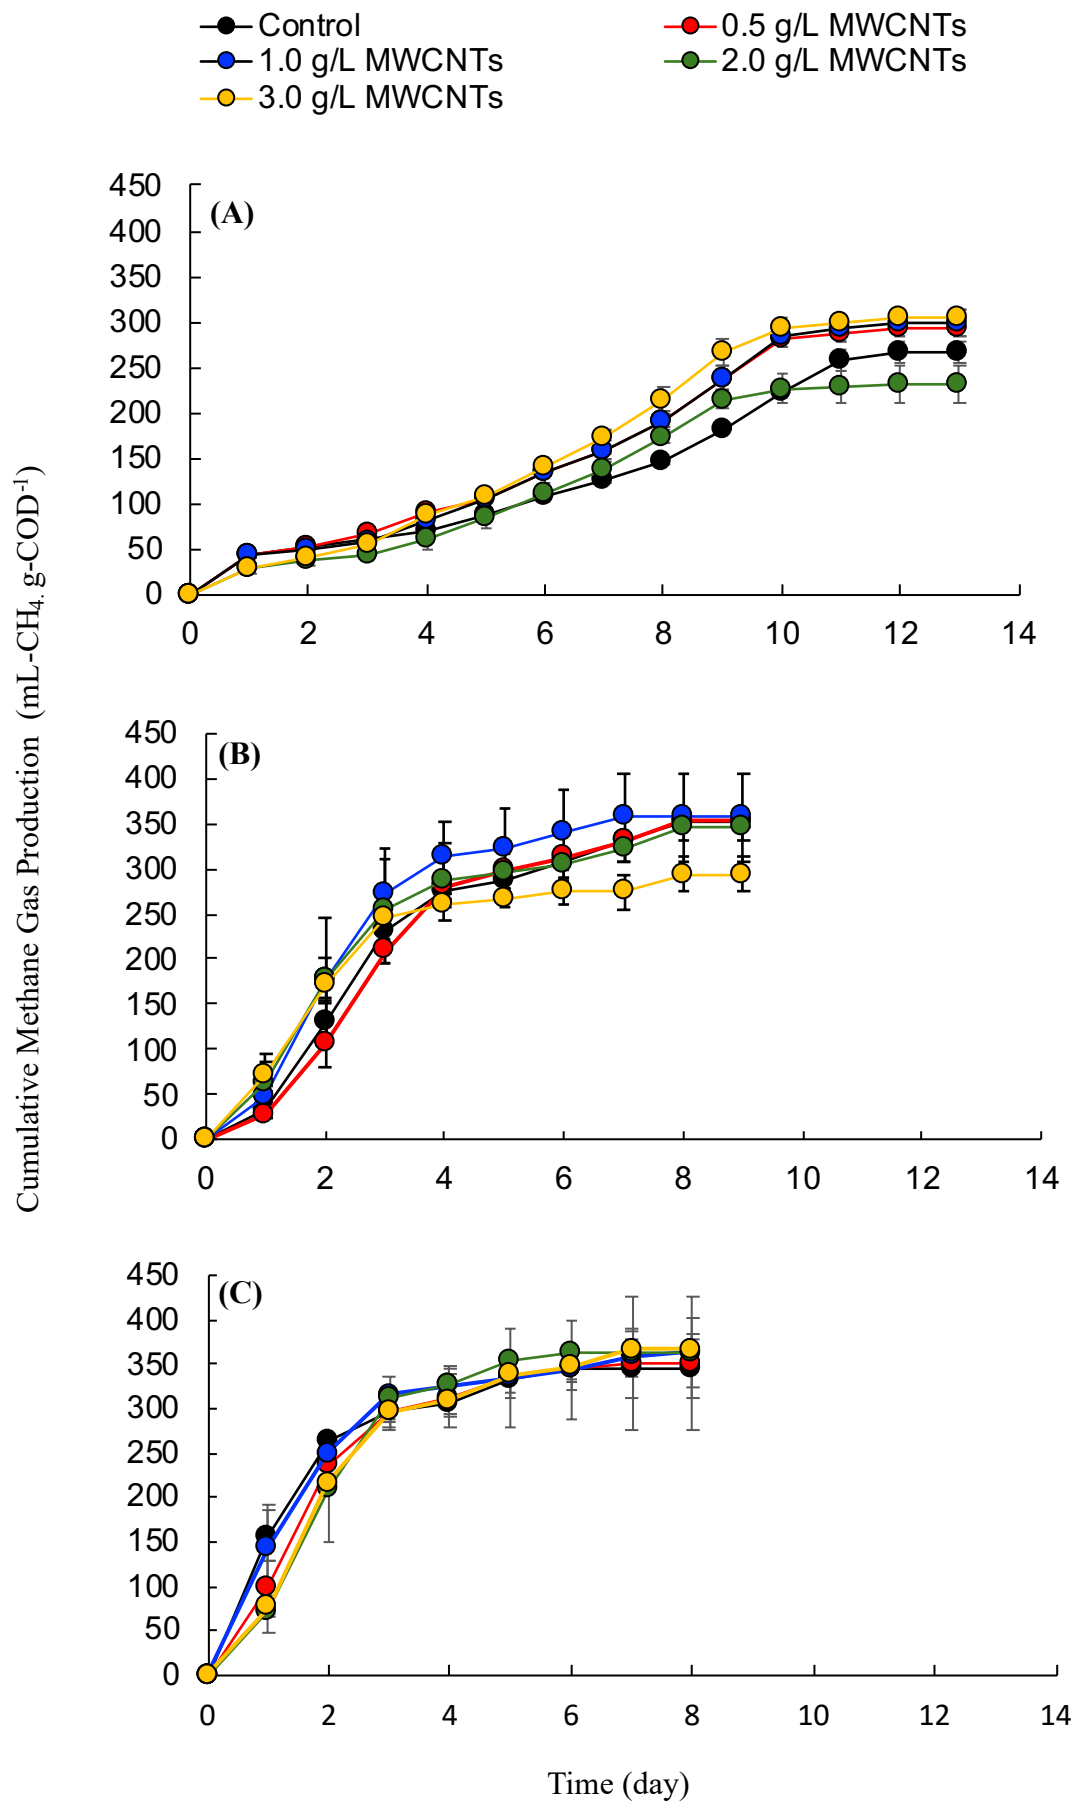 Control
0.5 g/L MWCNTs
1.0 g/L MWCNTs
2.0 g/L MWCNTs
3.0 g/L MWCNTs
Cumulative Methane Gas Production (mL-CH4. g-COD-1)
(A)
450
400
350
300
250
200
150
100
50
0
0 2 4 6 8 10 12 14
(B)
450
400
350
300
250
200
150
100
50
0
0 2 4 6 8 10 12 14
(C)
450
400
350
300
250
200
150
100
50
0
0 2 4 6 8 10 12 14
Time (day)